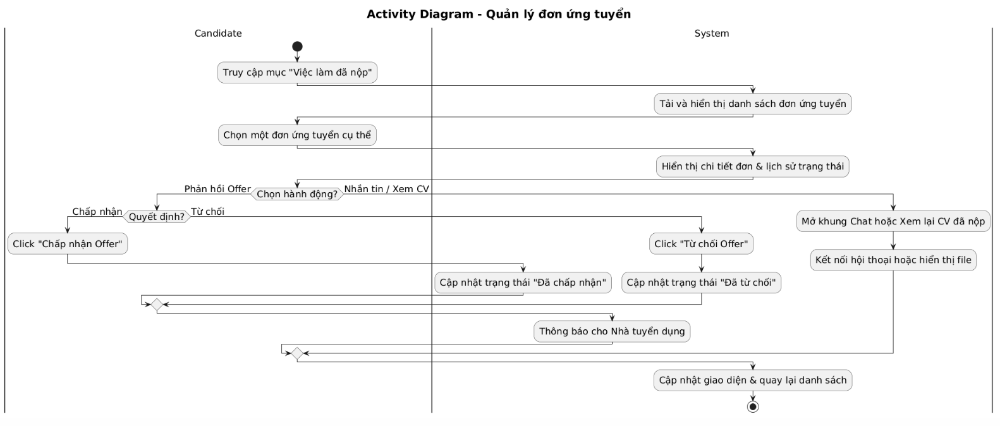 Activity Diagram - Quản lý đơn ứng tuyển
Candidate
System
Truy cập mục "Việc làm đã nộp"
Tải và hiển thị danh sách đơn ứng tuyển
Chọn một đơn ứng tuyển cụ thể
Hiển thị chi tiết đơn & lịch sử trạng thái
Phản hồi Offer
Chọn hành động?
Nhắn tin / Xem CV
Chấp nhận
Quyết định?
Từ chối
Mở khung Chat hoặc Xem lại CV đã nộp
Click "Chấp nhận Offer"
Click "Từ chối Offer"
Kết nối hội thoại hoặc hiển thị file
Cập nhật trạng thái "Đã chấp nhận"
Cập nhật trạng thái "Đã từ chối"
Thông báo cho Nhà tuyển dụng
Cập nhật giao diện & quay lại danh sách